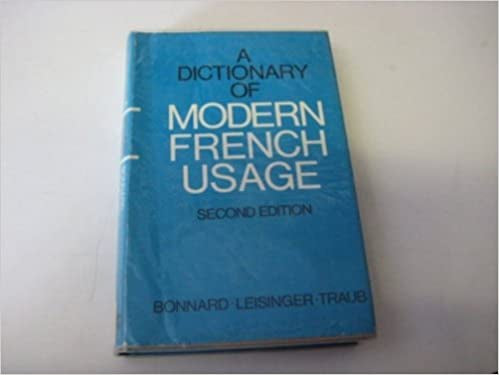 A
DICTIONARY
OF
MODERN
FRENCH
USAGE
SECOND EDITION
BONNARD · LEISINGER · TRAUB